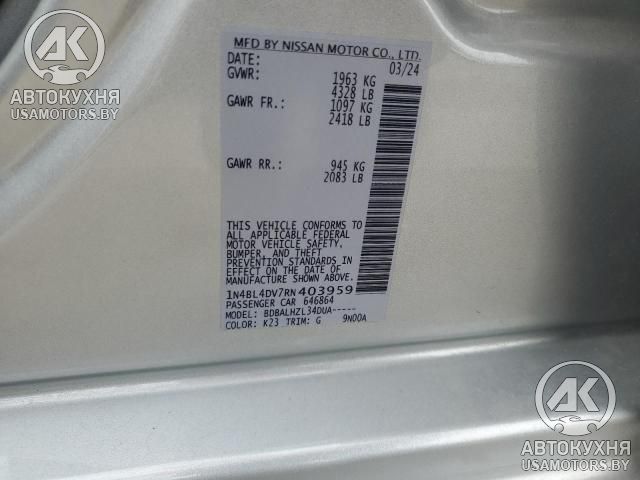 MFD BY NISSAN MOTOR CO., LTD.
DATE: 03/24
GVWR: 1963 KG
4328 LB
GAWR FR.: 1097 KG
2418 LB
GAWR RR.: 945 KG
2083 LB
THIS VEHICLE CONFORMS TO
ALL APPLICABLE FEDERAL
MOTOR VEHICLE SAFETY,
BUMPER, AND THEFT
PREVENTION STANDARDS
IN EFFECT ON THE DATE OF
MANUFACTURE SHOWN ABOVE.
1N4BL4DV7RN403959
PASSENGER CAR 646864
MODEL: BDBALHZL34DUA-----
COLOR: K23 TRIM: G 9N00A
АК
АВТОКУХНЯ
USAMOTORS.BY
АК
АВТОКУХНЯ
USAMOTORS.BY